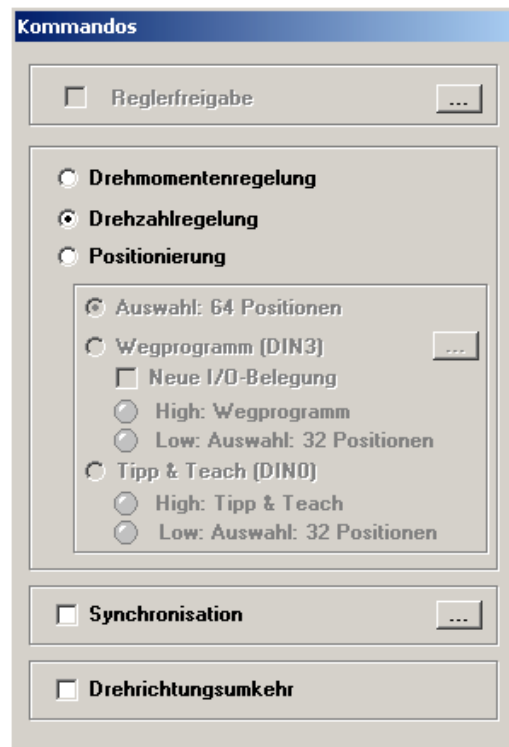 Kommandos
Reglerfreigabe ...
Drehmomentenregelung
Drehzahlregelung
Positionierung
Auswahl: 64 Positionen
Wegprogramm (DIN3) ...
Neue I/O-Belegung
High: Wegprogramm
Low: Auswahl: 32 Positionen
Tipp & Teach (DIN0)
High: Tipp & Teach
Low: Auswahl: 32 Positionen
Synchronisation ...
Drehrichtungsumkehr